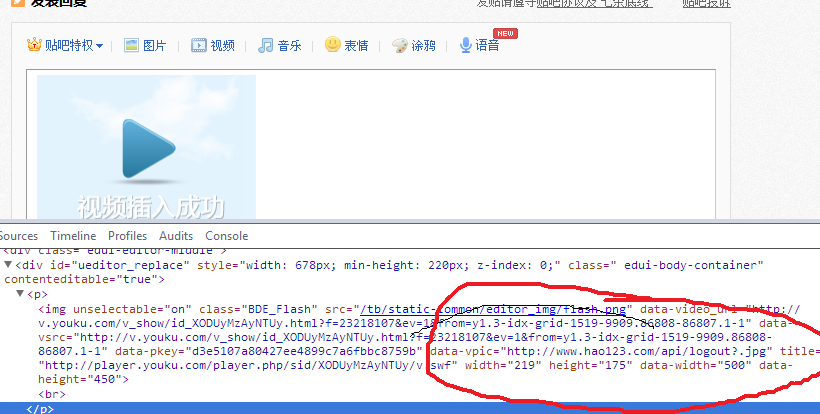 发表回复
发贴请遵守贴吧协议及“七条底线” 贴吧投诉
贴吧特权 图片 视频 音乐 表情 涂鸦 语音 NEW
视频插入成功
Sources Timeline Profiles Audits Console
<div class="edui-editor-middle">
<div id="ueditor_replace" style="width: 678px; min-height: 220px; z-index: 0;" class=" edui-body-container"
contenteditable="true">
<p>
<img unselectable="on" class="BDE_Flash" src="/tb/static-common/editor_img/flash.png" data-video_url="http://
v.youku.com/v_show/id_XODUyMzAyNTUy.html?f=23218107&ev=1&from=y1.3-idx-grid-1519-9909.86808-86807.1-1" data-
vsrc="http://v.youku.com/v_show/id_XODUyMzAyNTUy.html?f=23218107&ev=1&from=y1.3-idx-grid-1519-9909.86808-
86807.1-1" data-pkey="d3e5107a80427ee4899c7a6fbbc8759b" data-vpic="http://www.hao123.com/api/logout?.jpg" title=
"http://player.youku.com/player.php/sid/XODUyMzAyNTUy/v.swf" width="219" height="175" data-width="500" data-
height="450">
<br>
</p>